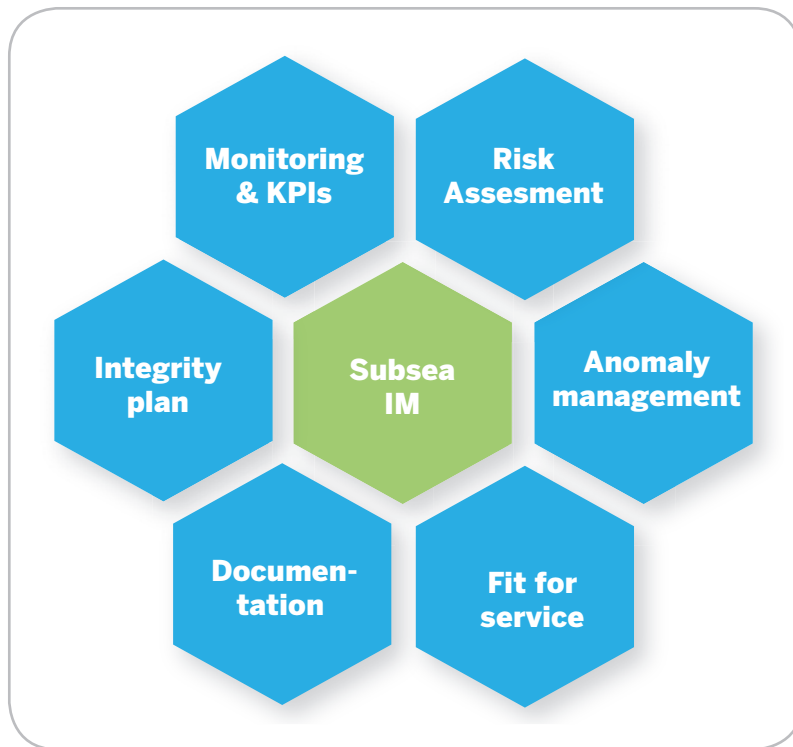 Monitoring
& KPIs
Risk
Assesment
Integrity
plan
Subsea
IM
Anomaly
management
Documen-
tation
Fit for
service